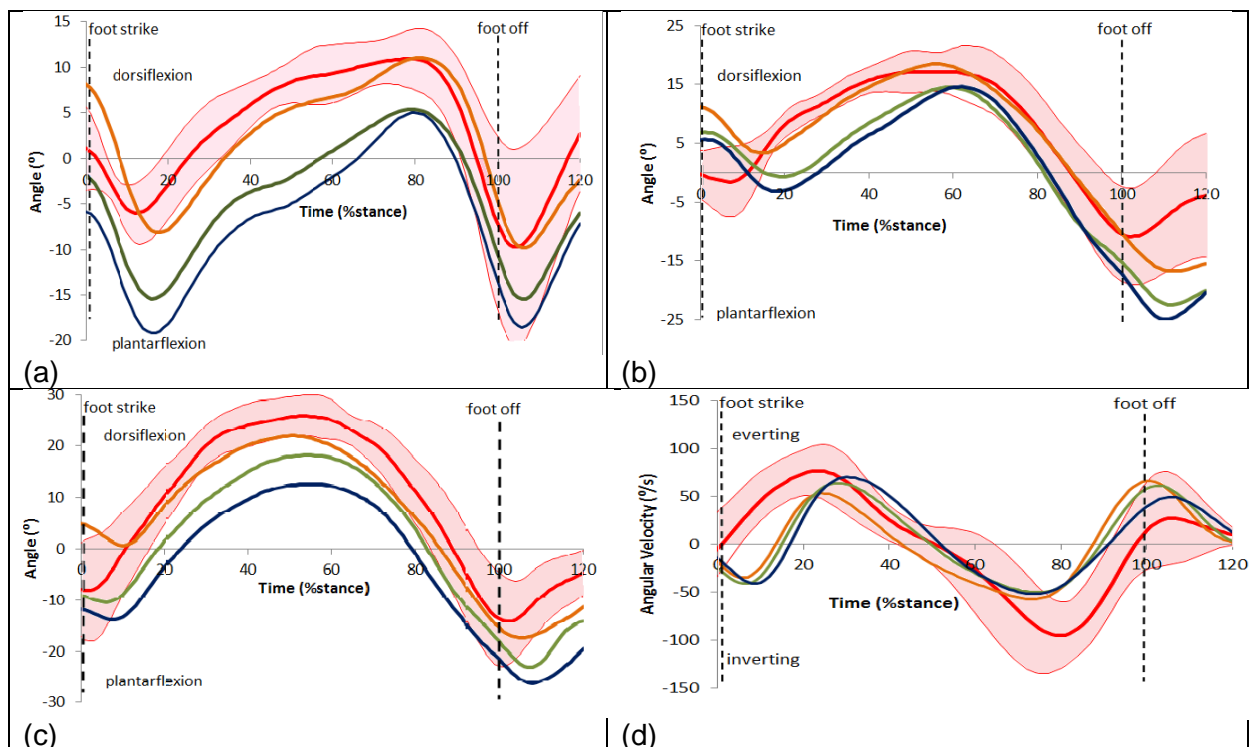 15
foot strike
foot off
10
dorsiflexion
5
Angle (º)
0
0 20 40 60 80 100 120
-5
Time (%stance)
-10
-15
-20
plantarflexion
(a)
25
foot strike
foot off
dorsiflexion
15
5
Angle (º)
0 20 40 60 80 100 120
-5
Time (%stance)
-15
plantarflexion
-25
(b)
30
foot strike
foot off
dorsiflexion
20
10
Angle (º)
0
0 20 40 60 80 100 120
Time (%stance)
-10
-20
plantarflexion
-30
(c)
150
foot strike
foot off
100
everting
50
Angular Velocity (º/s)
0
0 20 40 60 80 100 120
-50
Time (%stance)
-100
inverting
-150
(d)